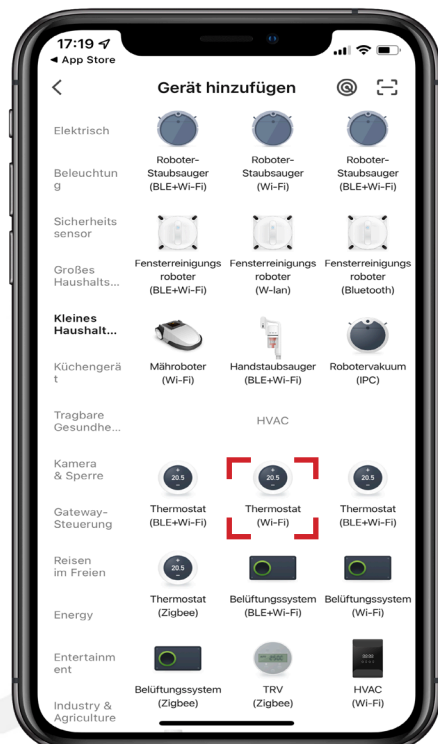 17:19
◀ App Store
Gerät hinzufügen
Elektrisch
Beleuchtun
g
Sicherheits
sensor
Großes
Haushalts...
Kleines
Haushalt...
Küchengerä
t
Tragbare
Gesundhe...
Kamera
& Sperre
Gateway-
Steuerung
Reisen
im Freien
Energy
Entertainm
ent
Industry &
Agriculture
Roboter-
Staubsauger
(BLE+Wi-Fi)
Roboter-
Staubsauger
(Wi-Fi)
Roboter-
Staubsauger
(BLE+Wi-Fi)
Fensterreinigungs
roboter
(BLE+Wi-Fi)
Fensterreinigungs
roboter
(W-lan)
Fensterreinigungs
roboter
(Bluetooth)
Mähroboter
(Wi-Fi)
Handstaubsauger
(BLE+Wi-Fi)
Robotervakuum
(IPC)
HVAC
20.5
Thermostat
(BLE+Wi-Fi)
20.5
Thermostat
(Wi-Fi)
20.5
Thermostat
(BLE+Wi-Fi)
20.5
Thermostat
(Zigbee)
Belüftungssystem
(BLE+Wi-Fi)
Belüftungssystem
(Wi-Fi)
Belüftungssystem
(Zigbee)
TRV
(Zigbee)
HVAC
(Wi-Fi)